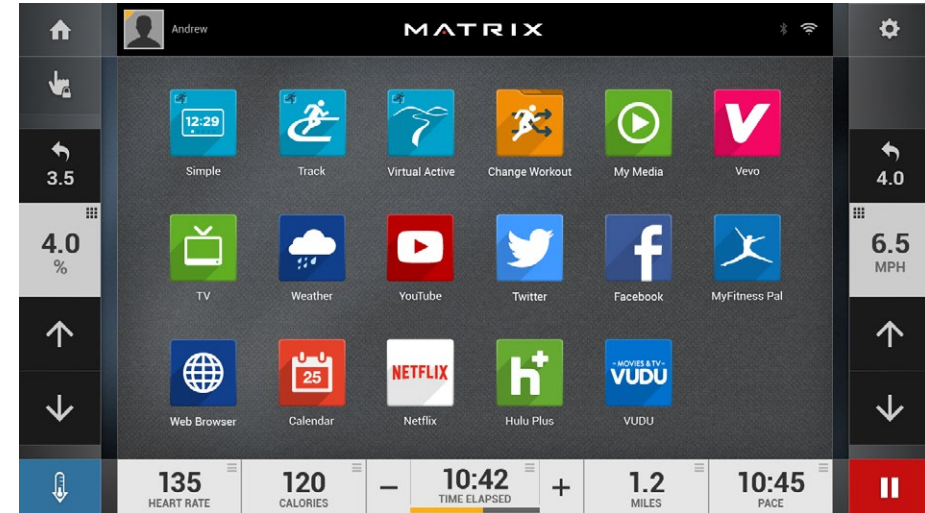 Andrew
MATRIX
3.5
4.0
12:29
Simple
Track
Virtual Active
Change Workout
My Media
Vevo
4.0
%
6.5
MPH
TV
Weather
YouTube
Twitter
Facebook
MyFitness Pal
Web Browser
25
Calendar
NETFLIX
Netflix
h+
Hulu Plus
- MOVIES & TV -
VUDU
VUDU
135
HEART RATE
120
CALORIES
−
10:42
TIME ELAPSED
+
1.2
MILES
10:45
PACE